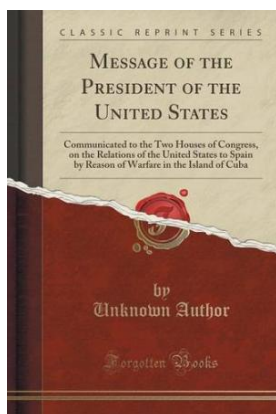 CLASSIC REPRINT SERIES
MESSAGE OF THE
PRESIDENT OF THE
UNITED STATES
Communicated to the Two Houses of Congress,
on the Relations of the United States to Spain
by Reason of Warfare in the Island of Cuba
by
Unknown Author
Forgotten Books